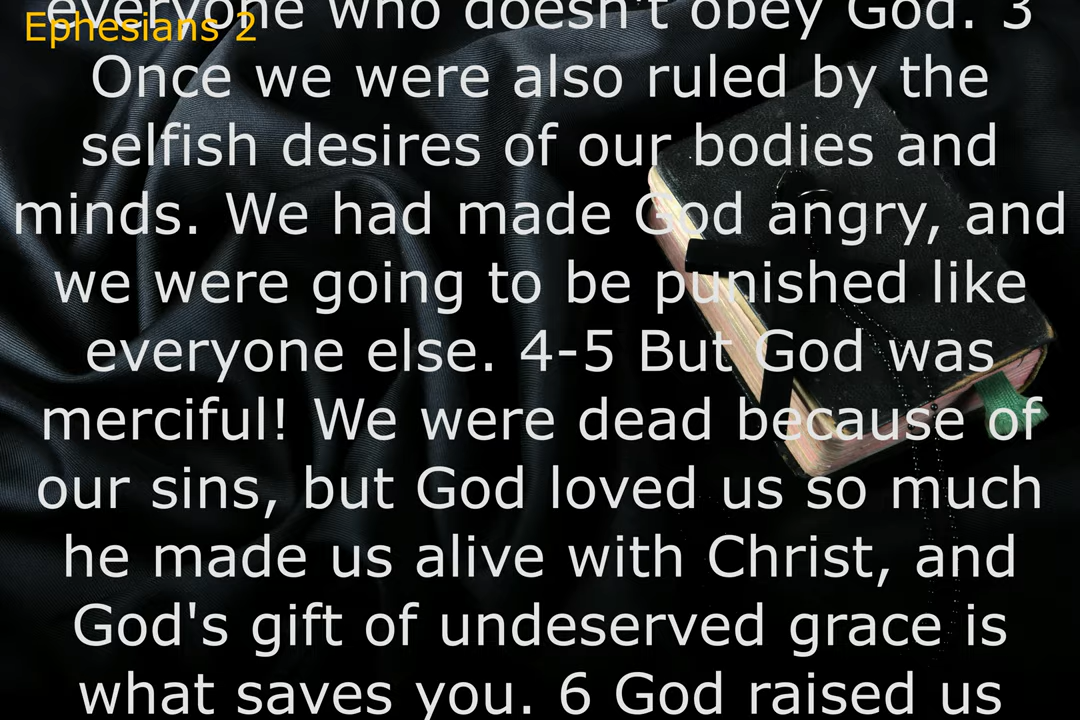 everyone who doesn't obey God. 3
Ephesians 2
Once we were also ruled by the
selfish desires of our bodies and
minds. We had made God angry, and
we were going to be punished like
everyone else. 4-5 But God was
merciful! We were dead because of
our sins, but God loved us so much
he made us alive with Christ, and
God's gift of undeserved grace is
what saves you. 6 God raised us